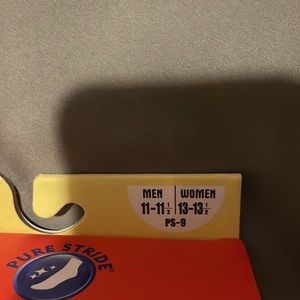 MEN | WOMEN
11-11½ | 13-13½
PS-9
PURE STRIDE®